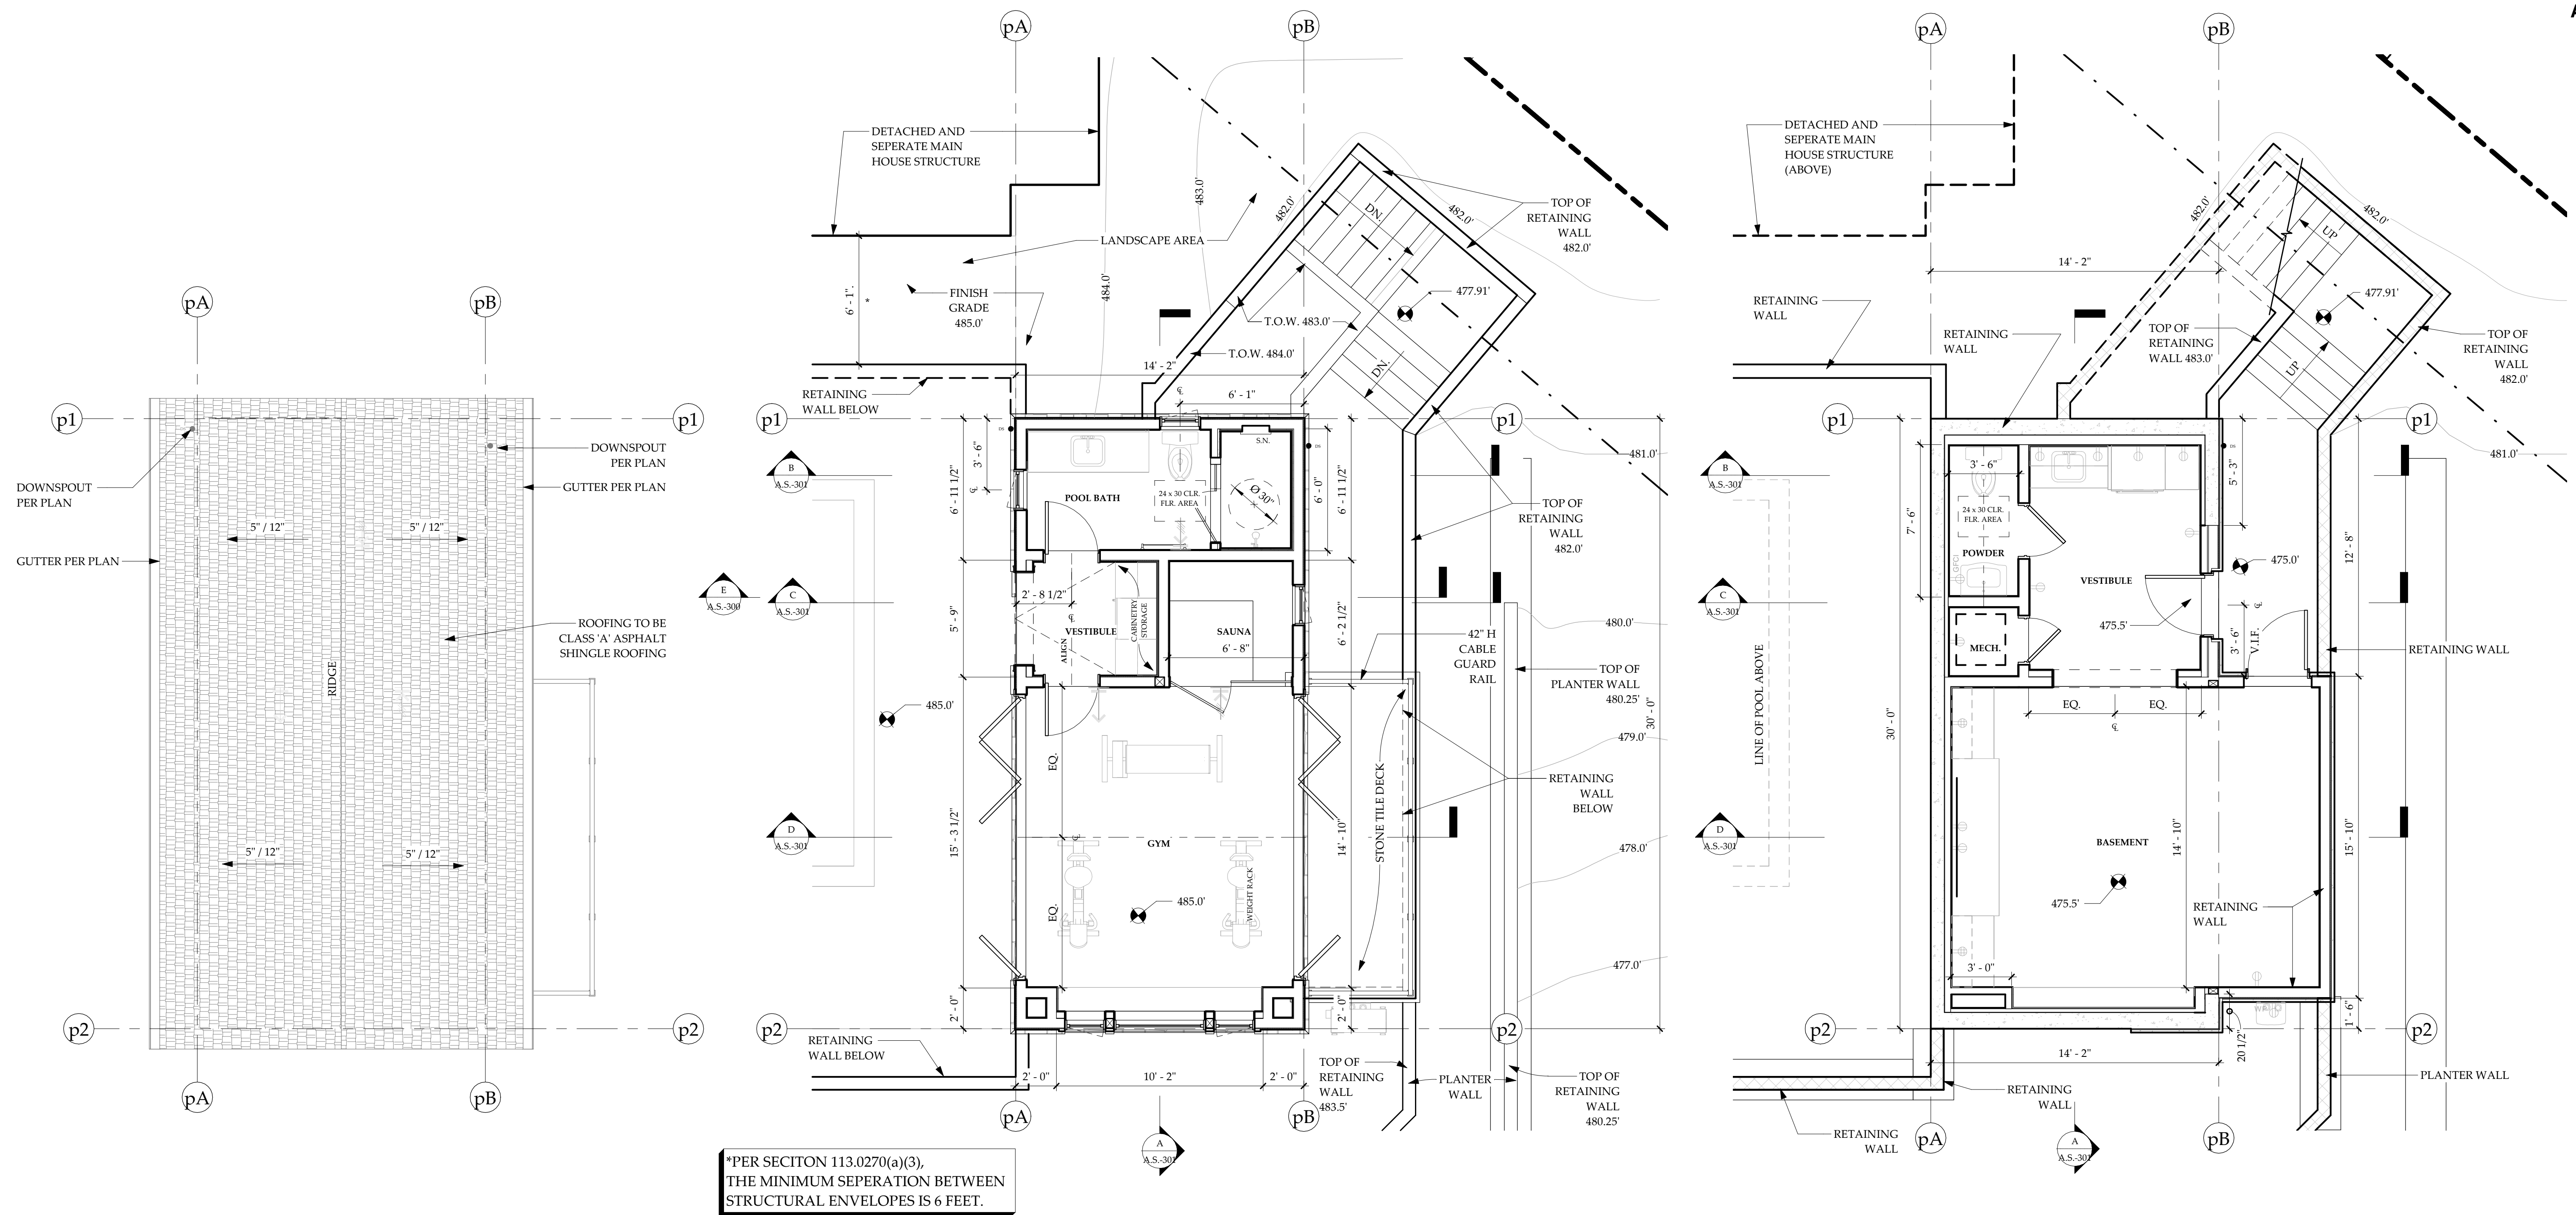 pA
pB
p1
p1
DOWNSPOUT
PER PLAN
DOWNSPOUT
PER PLAN
GUTTER PER PLAN
5" / 12"
5" / 12"
GUTTER PER PLAN
ROOFING TO BE
CLASS 'A' ASPHALT
SHINGLE ROOFING
RIDGE
5" / 12"
5" / 12"
p2
p2
pA
pB
pA
pB
DETACHED AND
SEPERATE MAIN
HOUSE STRUCTURE
483.0'
482.0'
DN.
482.0'
TOP OF
RETAINING
WALL
482.0'
LANDSCAPE AREA
6' - 1".
*
FINISH
GRADE
485.0'
484.0'
477.91'
T.O.W. 483.0'
T.O.W. 484.0'
DN.
14' - 2"
RETAINING
WALL BELOW
6' - 1"
p1
p1
DS
DS
S.N.
3' - 6"
6' - 11 1/2"
B
A.S.-301
POOL BATH
24 x 30 CLR.
FLR. AREA
Ø 30"
6' - 0"
6' - 11 1/2"
481.0'
TOP OF
RETAINING
WALL
482.0'
E
A.S.-300
C
A.S.-301
5' - 9"
2' - 8 1/2"
VESTIBULE
ALIGN
CABINETRY
STORAGE
SAUNA
6' - 8"
6' - 2 1/2"
42" H
CABLE
GUARD
RAIL
480.0'
TOP OF
PLANTER WALL
480.25'
30' - 0"
485.0'
479.0'
EQ.
STONE TILE DECK
RETAINING
WALL
BELOW
D
A.S.-301
15' - 3 1/2"
GYM
14' - 10"
478.0'
EQ.
WEIGHT RACK
485.0'
477.0'
2' - 0"
2' - 0"
p2
p2
RETAINING
WALL BELOW
2' - 0"
10' - 2"
2' - 0"
TOP OF
RETAINING
WALL
483.5'
PLANTER
WALL
TOP OF
RETAINING
WALL
480.25'
pA
pB
A
A.S.-301
*PER SECITON 113.0270(a)(3),
THE MINIMUM SEPERATION BETWEEN
STRUCTURAL ENVELOPES IS 6 FEET.
pA
pB
DETACHED AND
SEPERATE MAIN
HOUSE STRUCTURE
(ABOVE)
482.0'
482.0'
UP
14' - 2"
477.91'
RETAINING
WALL
RETAINING
WALL
TOP OF
RETAINING
WALL 483.0'
TOP OF
RETAINING
WALL
482.0'
UP
p1
p1
DS
B
A.S.-301
3' - 6"
5' - 3"
481.0'
24 x 30 CLR.
FLR. AREA
7' - 6"
POWDER
GFCI
VESTIBULE
475.0'
12' - 8"
C
A.S.-301
475.5'
3' - 6"
V.I.F.
MECH.
RETAINING WALL
LINE OF POOL ABOVE
EQ.
EQ.
30' - 0"
D
A.S.-301
BASEMENT
14' - 10"
15' - 10"
475.5'
RETAINING
WALL
3' - 0"
1' - 6"
20 1/2"
p2
p2
14' - 2"
RETAINING
WALL
PLANTER WALL
RETAINING
WALL
pA
pB
A
A.S.-301